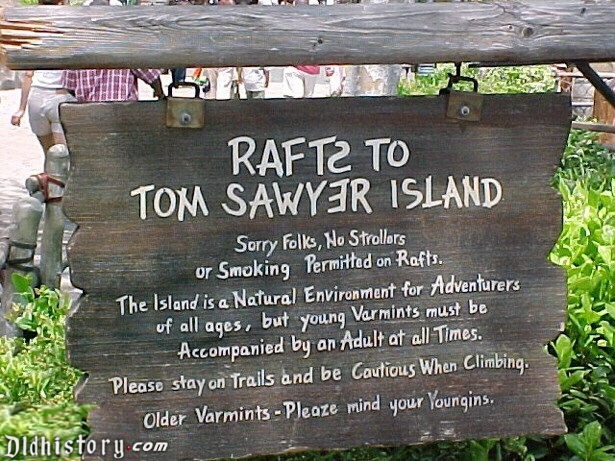 RAFTS TO
TOM SAWYER ISLAND
Sorry Folks, No Strollors
or Smoking Permitted on Rafts.
The Island is a Natural Environment for Adventurers
of all ages, but young Varmints must be
Accompanied by an Adult at all Times.
Please stay on Trails and be Cautious When Climbing.
Older Varmints - Pleaze mind your Youngins.
Dldhistory.com